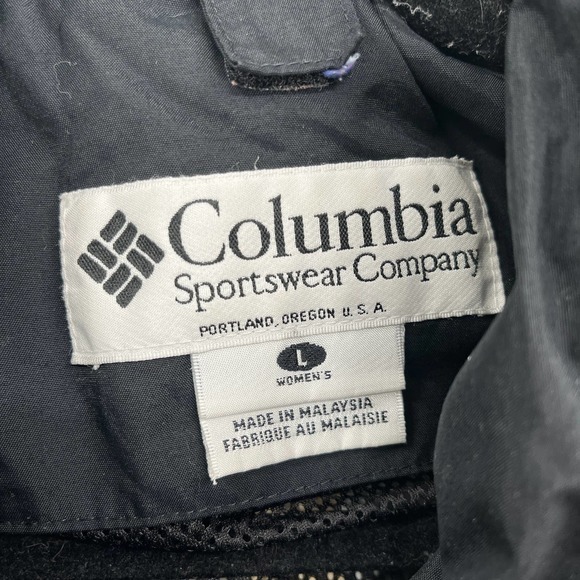 Columbia
Sportswear Company
PORTLAND, OREGON U. S. A.
L
WOMEN'S
MADE IN MALAYSIA
FABRIQUE AU MALAISIE